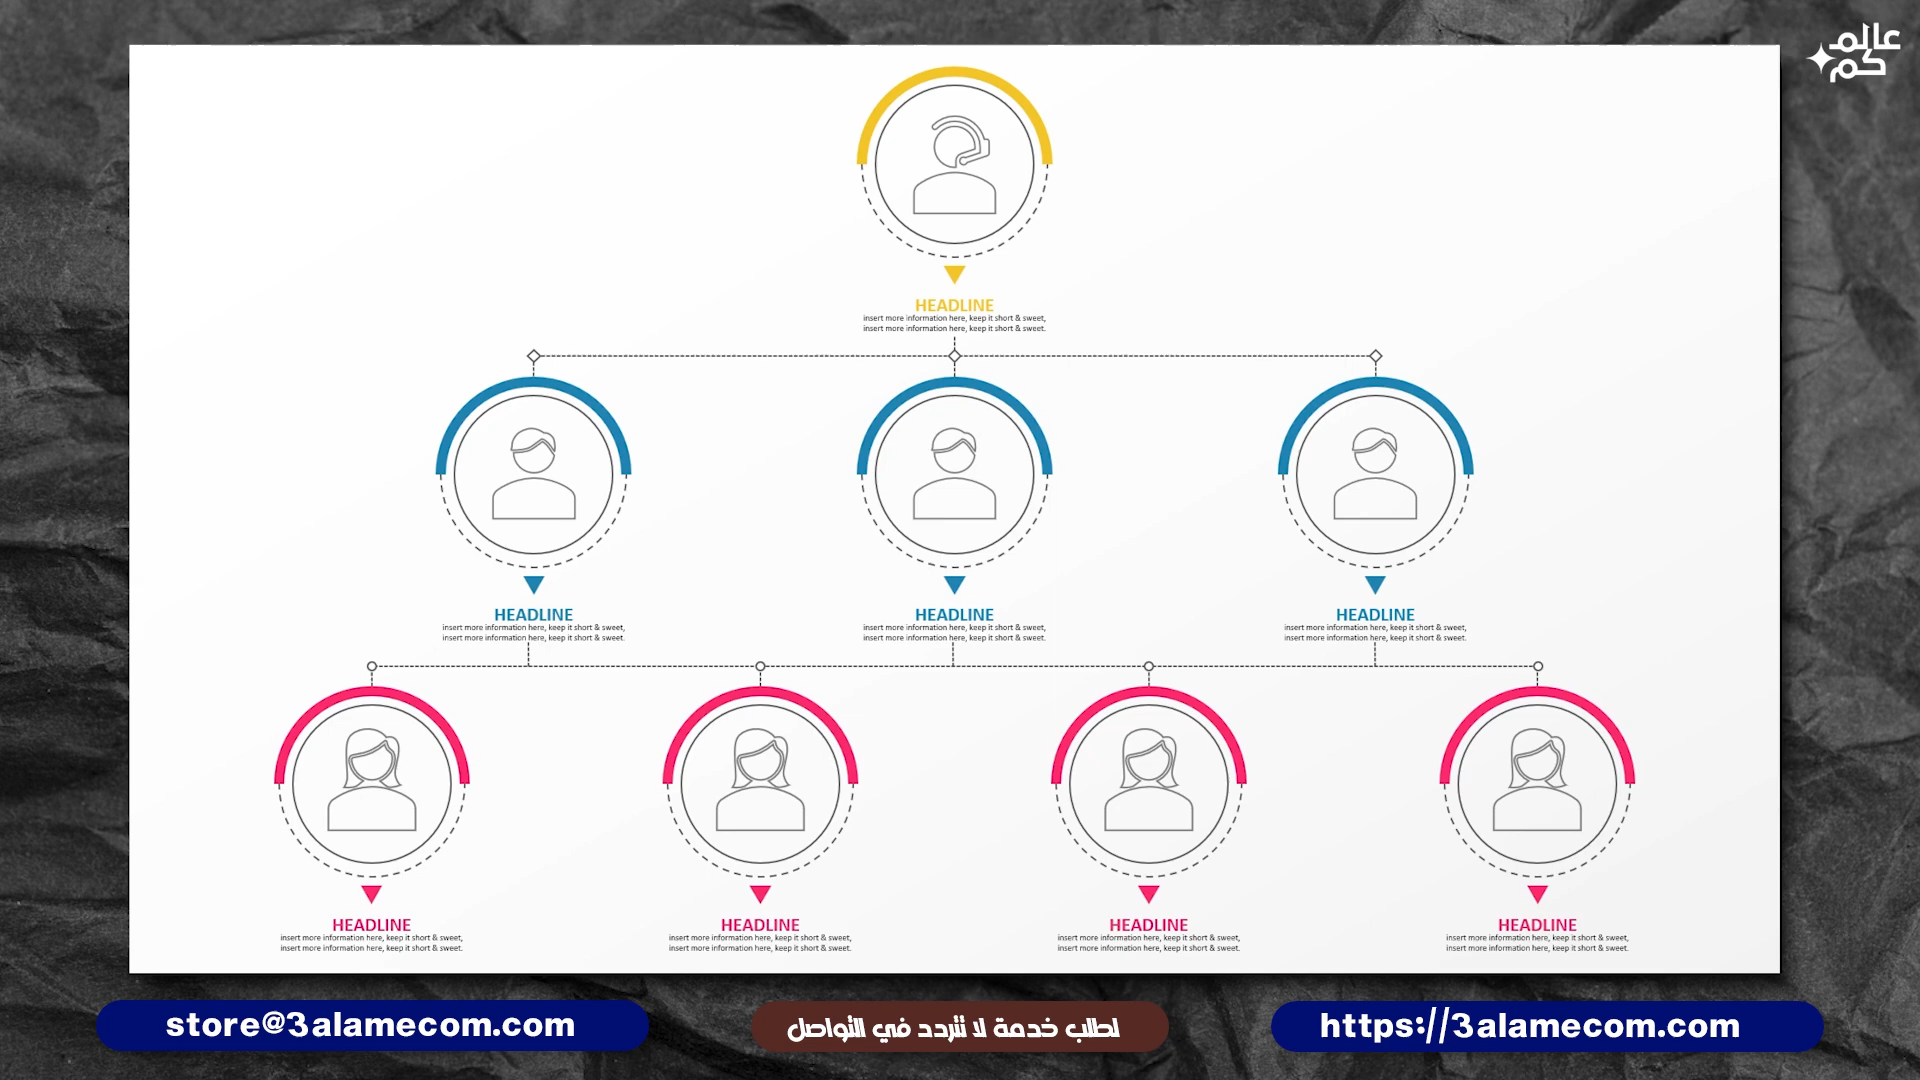 عالم
كم
HEADLINE
insert more information here, keep it short & sweet,
insert more information here, keep it short & sweet.
HEADLINE
insert more information here, keep it short & sweet,
insert more information here, keep it short & sweet.
HEADLINE
insert more information here, keep it short & sweet,
insert more information here, keep it short & sweet.
HEADLINE
insert more information here, keep it short & sweet,
insert more information here, keep it short & sweet.
HEADLINE
insert more information here, keep it short & sweet,
insert more information here, keep it short & sweet.
HEADLINE
insert more information here, keep it short & sweet,
insert more information here, keep it short & sweet.
HEADLINE
insert more information here, keep it short & sweet,
insert more information here, keep it short & sweet.
HEADLINE
insert more information here, keep it short & sweet,
insert more information here, keep it short & sweet.
store@3alamecom.com
لطلب خدمة لا تتردد في التواصل
https://3alamecom.com